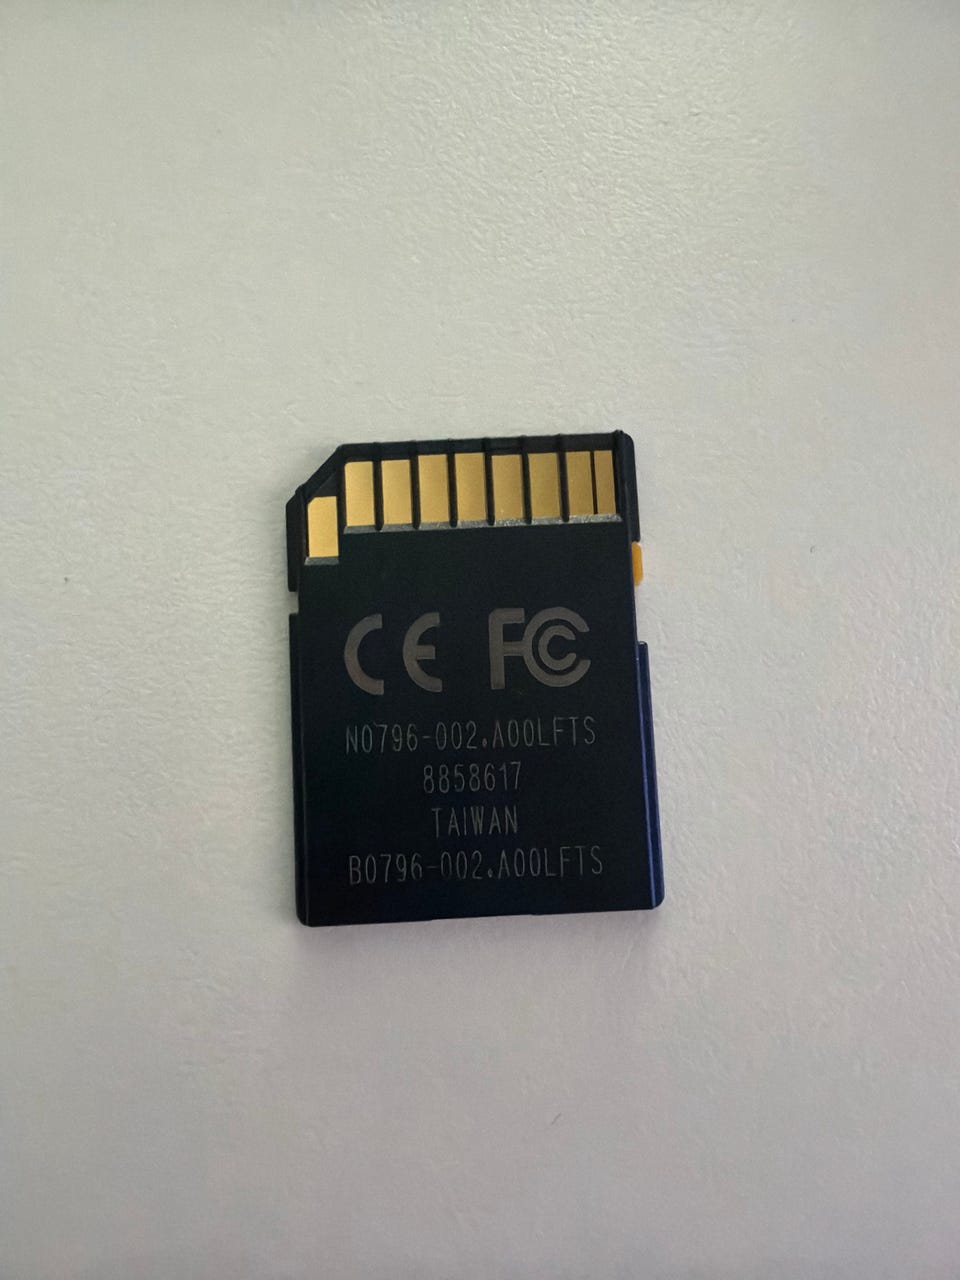 CE FC
N0796-002.A00LFTS
8858617
TAIWAN
B0796-002.A00LFTS